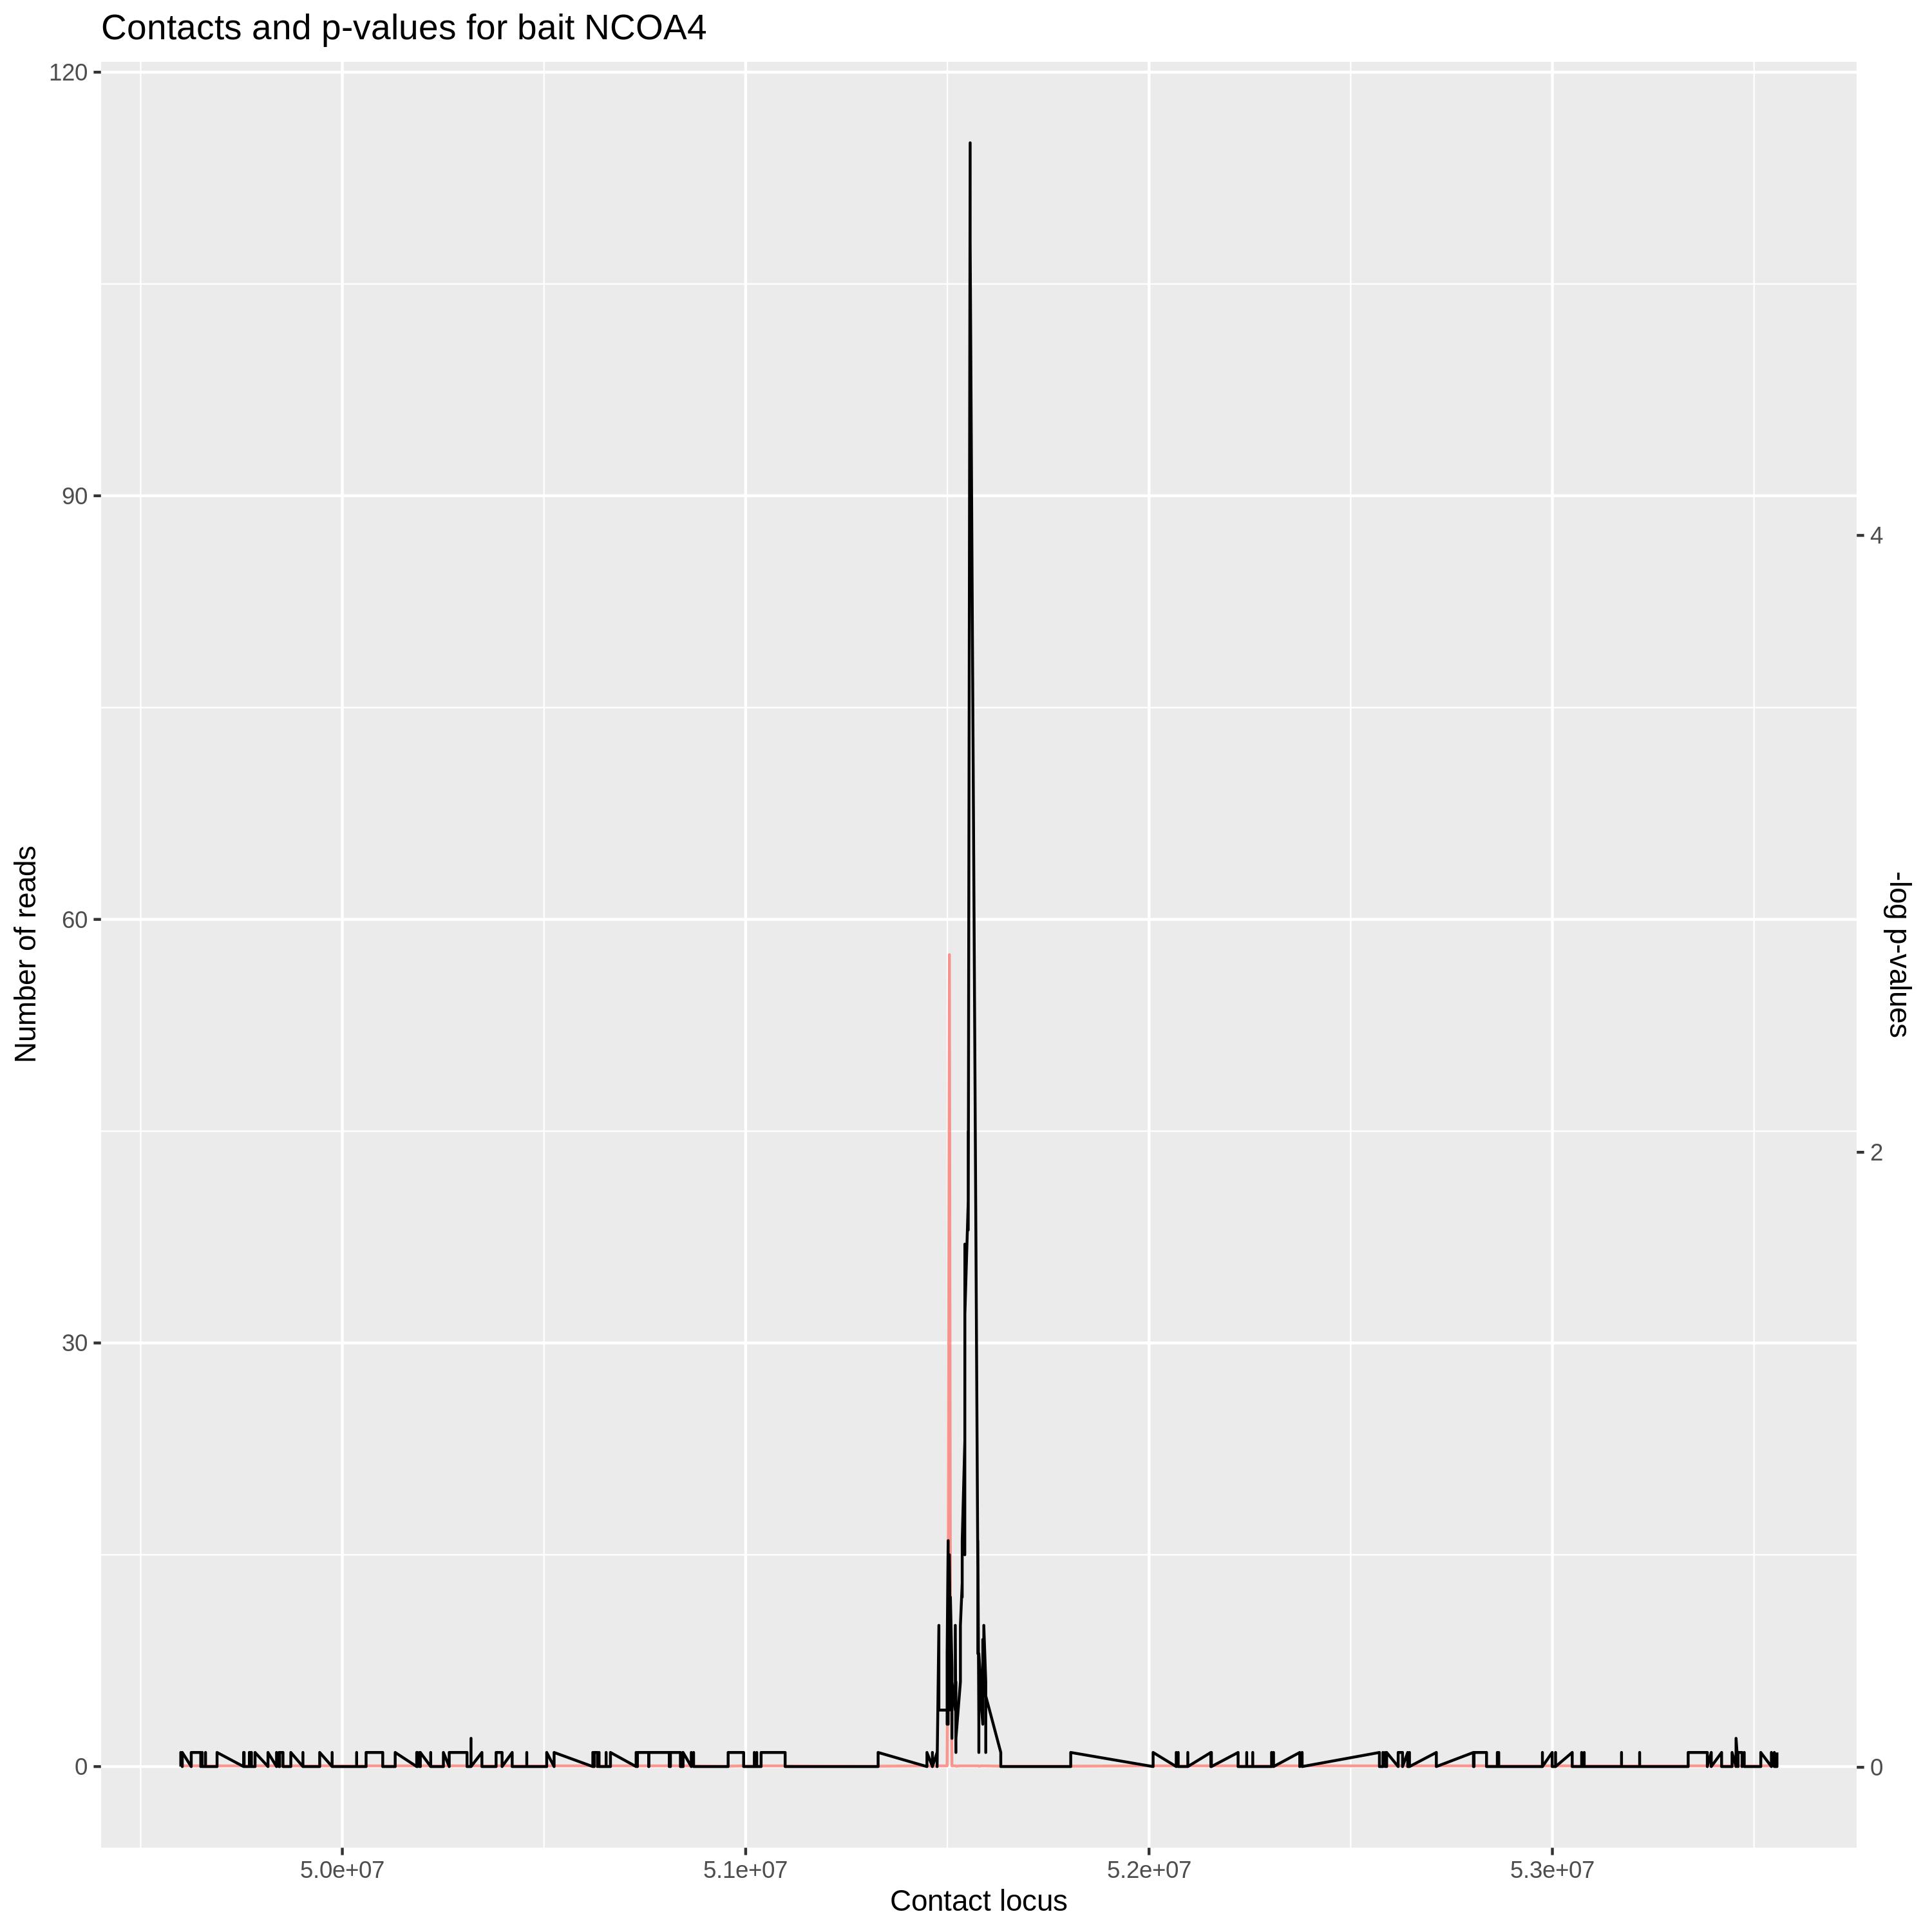 Contacts and p-values for bait NCOA4
120
90
60
30
0
Number of reads
4
2
0
-log p-values
5.0e+07
5.1e+07
5.2e+07
5.3e+07
Contact locus